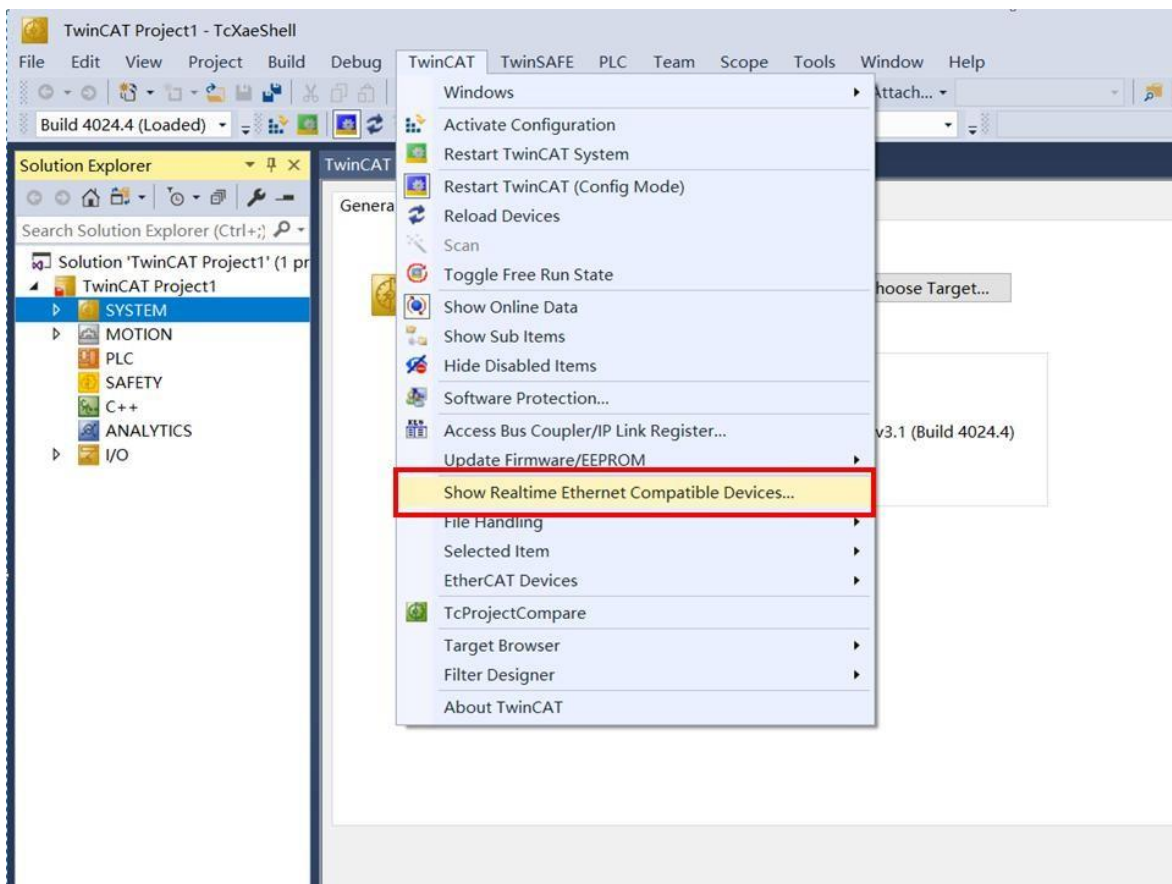 TwinCAT Project1 - TcXaeShell
File Edit View Project Build Debug TwinCAT TwinSAFE PLC Team Scope Tools Window Help
Attach...
Build 4024.4 (Loaded)
Solution Explorer
Search Solution Explorer (Ctrl+;)
Solution 'TwinCAT Project1' (1 pr
TwinCAT Project1
SYSTEM
MOTION
PLC
SAFETY
C++
ANALYTICS
I/O
TwinCAT
Genera
Windows
Activate Configuration
Restart TwinCAT System
Restart TwinCAT (Config Mode)
Reload Devices
Scan
Toggle Free Run State
Show Online Data
Show Sub Items
Hide Disabled Items
Software Protection...
Access Bus Coupler/IP Link Register...
Update Firmware/EEPROM
Show Realtime Ethernet Compatible Devices...
File Handling
Selected Item
EtherCAT Devices
TcProjectCompare
Target Browser
Filter Designer
About TwinCAT
hoose Target...
v3.1 (Build 4024.4)